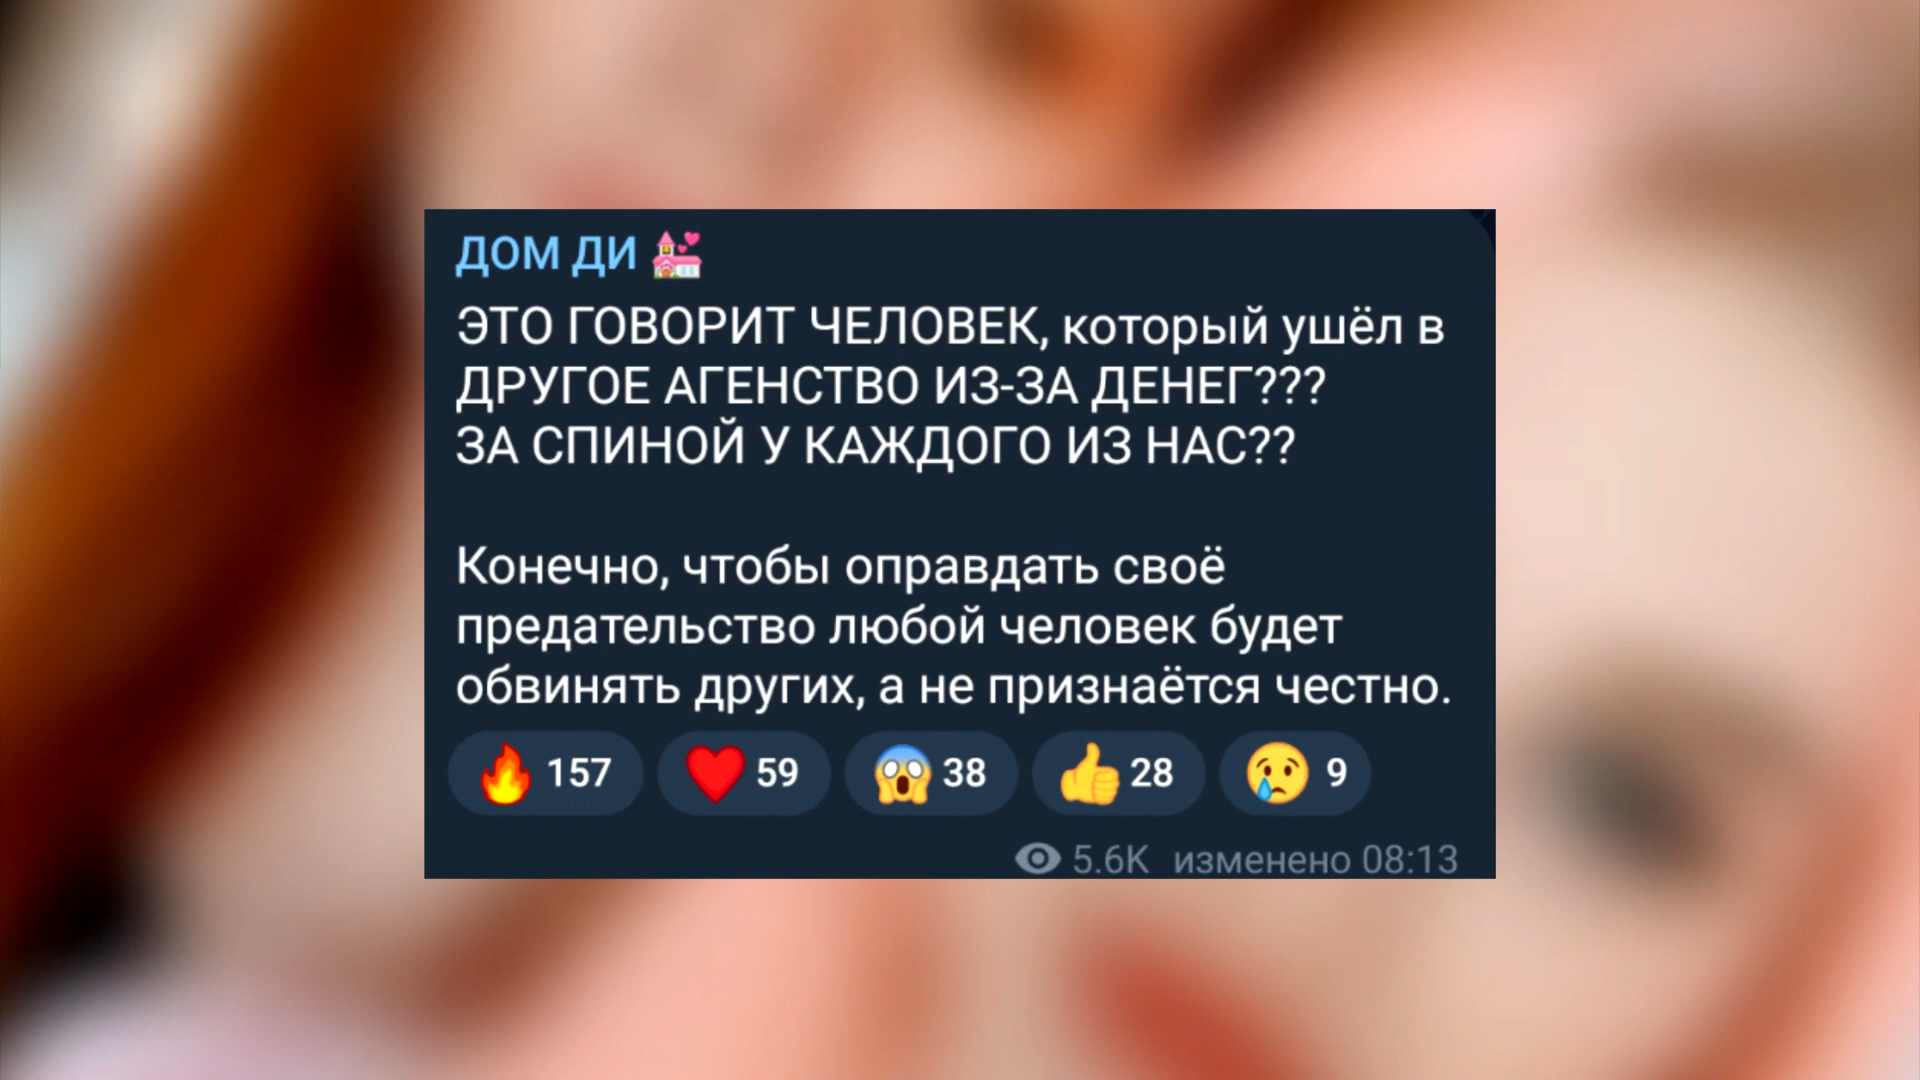 ДОМ ДИ 💒
ЭТО ГОВОРИТ ЧЕЛОВЕК, который ушёл в
ДРУГОЕ АГЕНСТВО ИЗ-ЗА ДЕНЕГ???
ЗА СПИНОЙ У КАЖДОГО ИЗ НАС??
Конечно, чтобы оправдать своё
предательство любой человек будет
обвинять других, а не признаётся честно.
🔥 157 ❤️ 59 😱 38 👍 28 😢 9
5.6K изменено 08:13